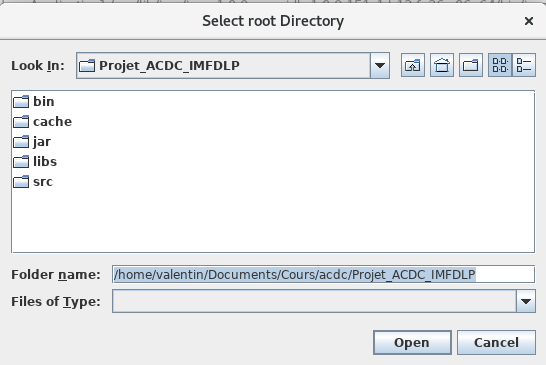 Select root Directory
Look In: Projet_ACDC_IMFDLP
bin
cache
jar
libs
src
Folder name: /home/valentin/Documents/Cours/acdc/Projet_ACDC_IMFDLP
Files of Type:
Open Cancel